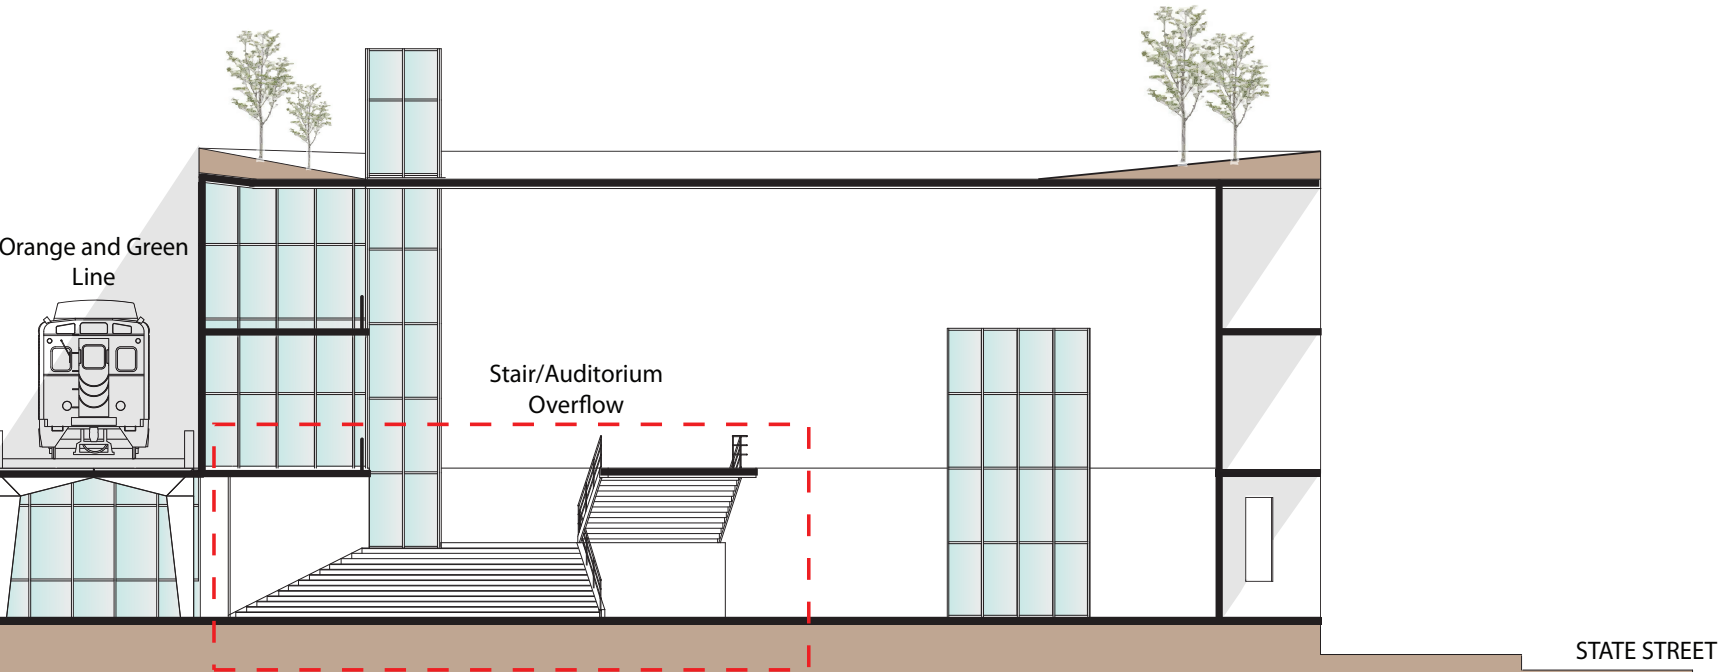 Orange and Green
Line
Stair/Auditorium
Overflow
STATE STREET